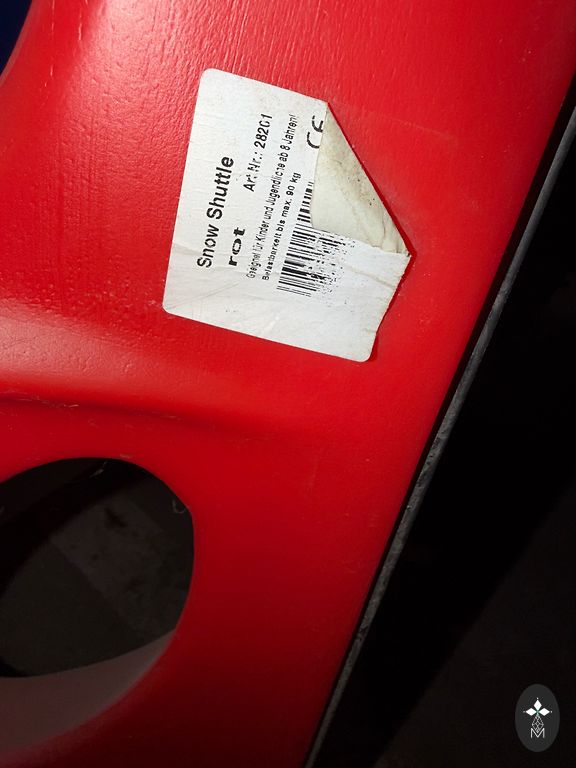 Snow Shuttle
rot Art Nr.: 28201
Geeignet für Kinder und Jugendliche ab 8 Jahren!
Belastbarkeit bis max. 90 kg
CE
M